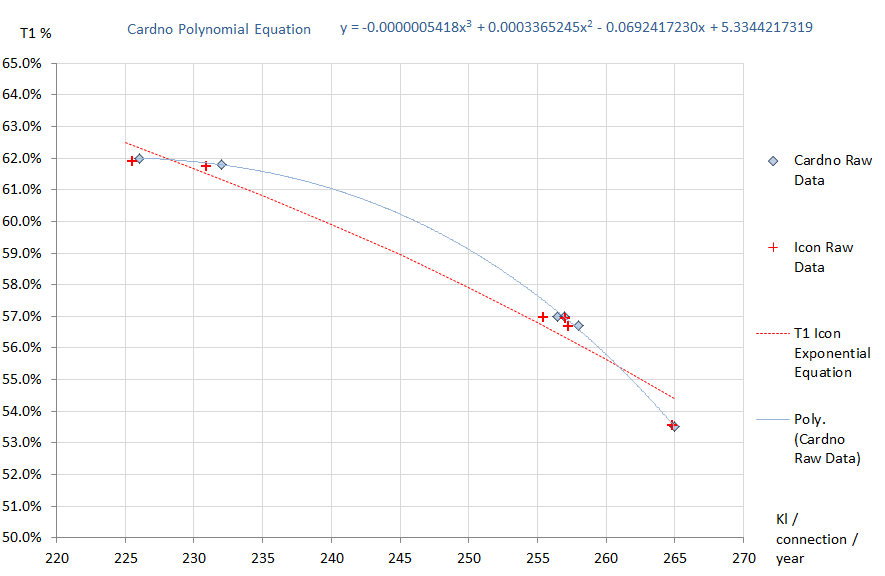 Cardno Polynomial Equation y = -0.0000005418x³ + 0.0003365245x² - 0.0692417230x + 5.3344217319
T1 %
65.0%
64.0%
63.0%
62.0%
61.0%
60.0%
59.0%
58.0%
57.0%
56.0%
55.0%
54.0%
53.0%
52.0%
51.0%
50.0%
220 225 230 235 240 245 250 255 260 265 270
Cardno Raw
Data
Icon Raw
Data
T1 Icon
Exponential
Equation
Poly.
(Cardno
Raw Data)
Kl /
connection /
year